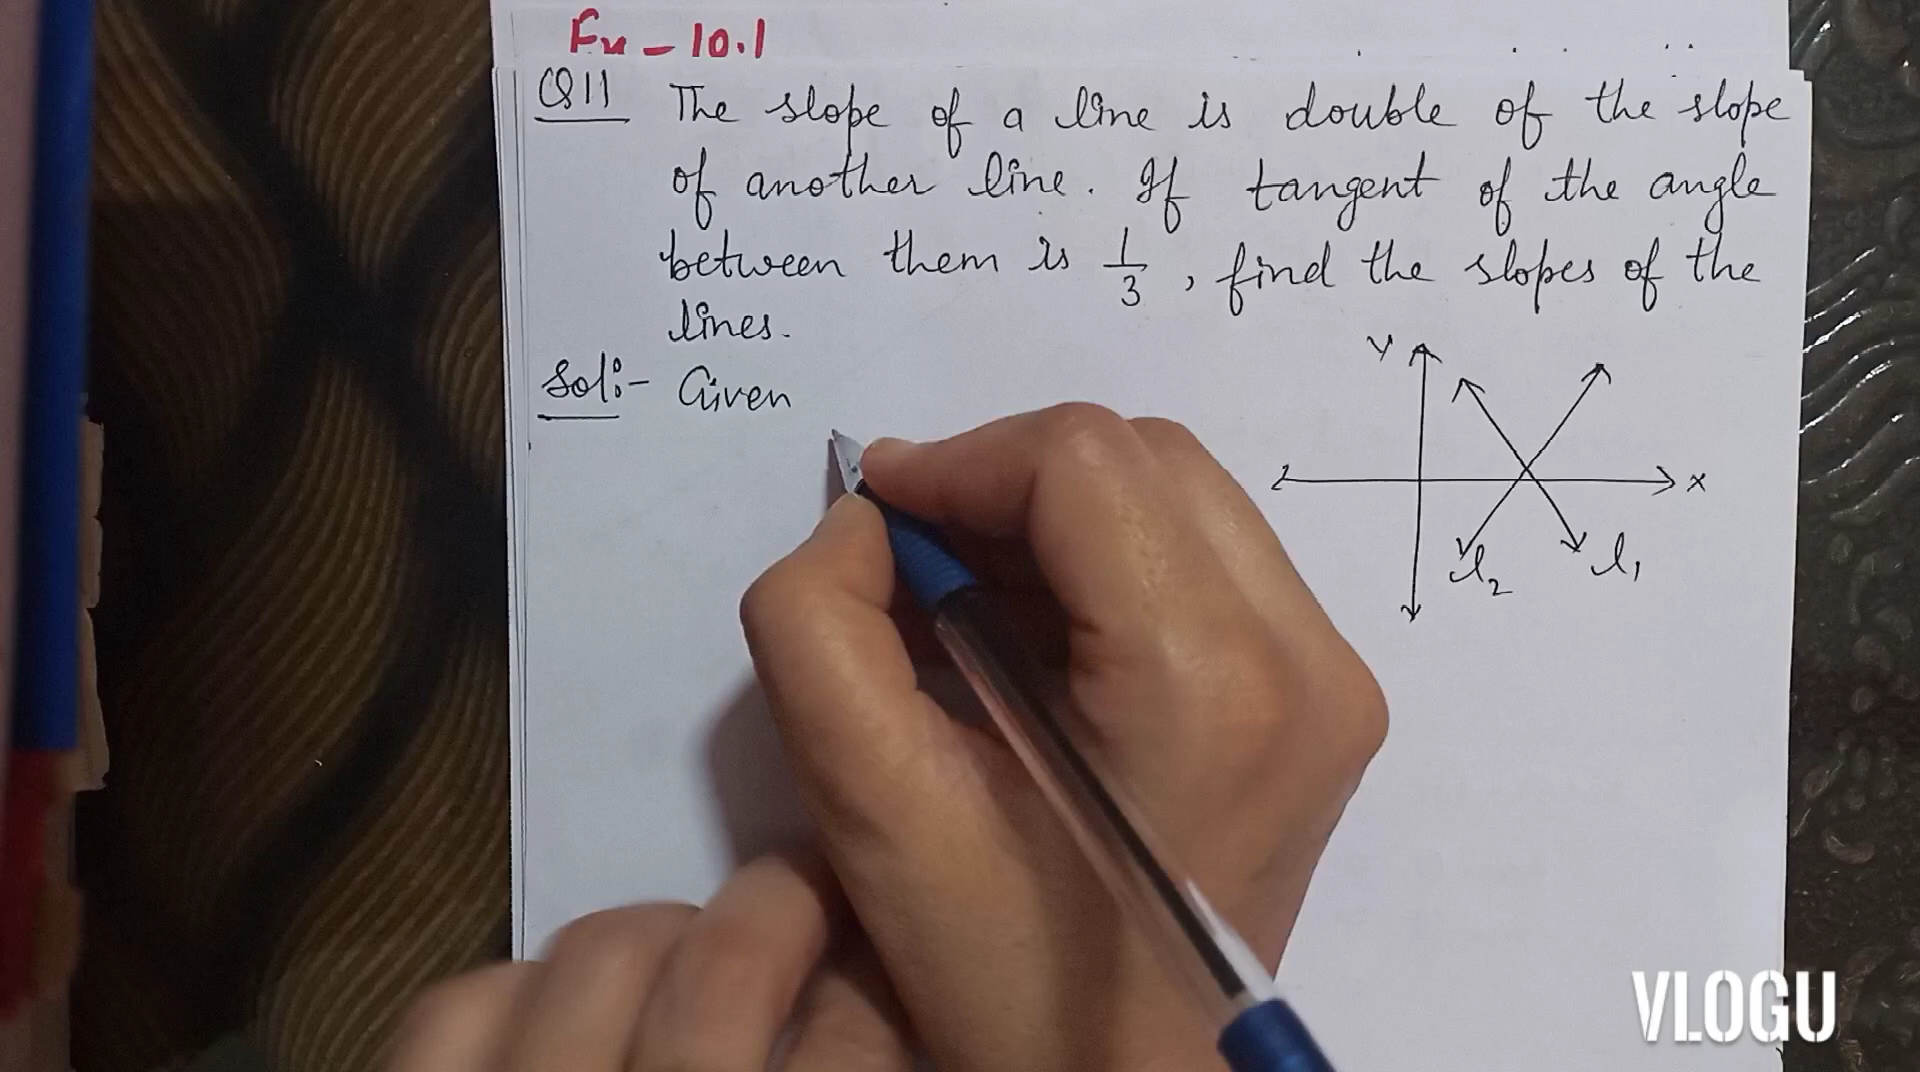 Ex - 10.1
Q11 The slope of a line is double of the slope
of another line. If tangent of the angle
between them is 1/3, find the slopes of the
lines.
Sol:- Given
Y
X
l2 l1
VLOGU